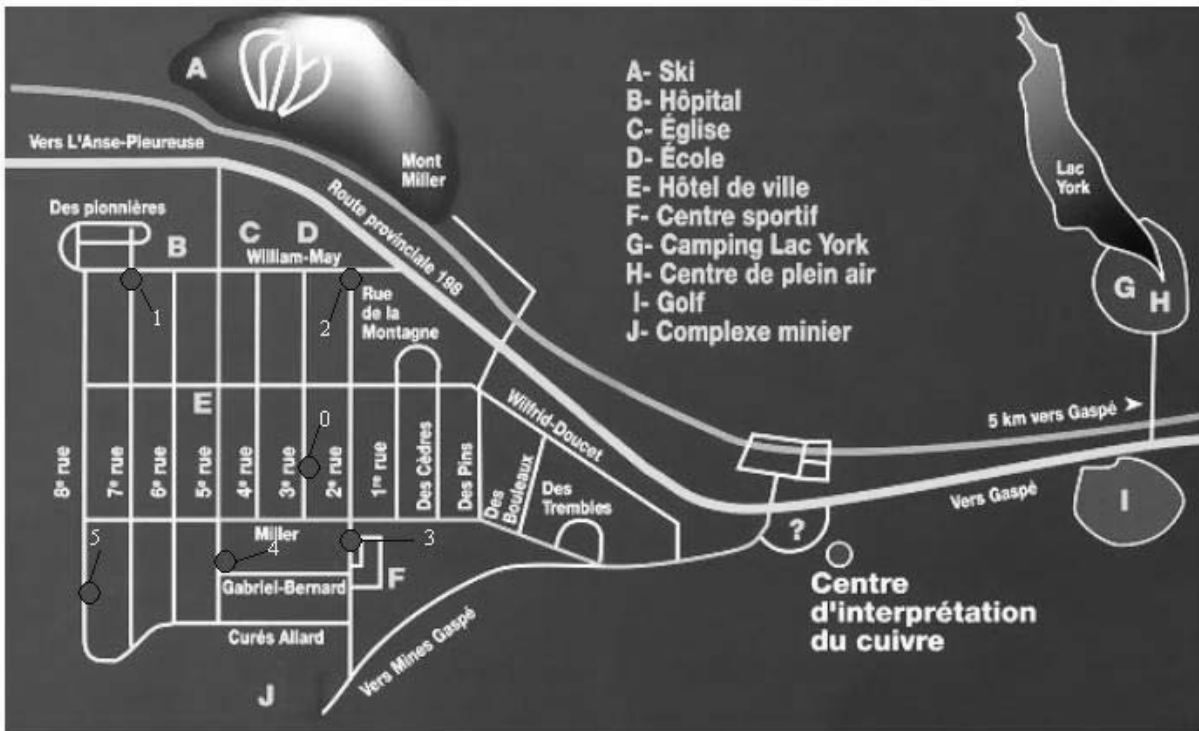 A
Vers L'Anse-Pleureuse
Mont
Miller
Route provinciale 198
A- Ski
B- Hôpital
C- Église
D- École
E- Hôtel de ville
F- Centre sportif
G- Camping Lac York
H- Centre de plein air
I- Golf
J- Complexe minier
Lac
York
G
H
Des pionnières
B
C
D
William-May
1
2
Rue
de la
Montagne
E
0
8e rue
7e rue
6e rue
5e rue
4e rue
3e rue
2e rue
1re rue
Des Cèdres
Des Pins
Des
Bouleaux
Wilfrid-Doucet
Des
Trembles
5 km vers Gaspé
Vers Gaspé
I
?
5
Miller
4
3
Gabriel-Bernard
F
Curés Allard
Vers Mines Gaspé
J
Centre
d'interprétation
du cuivre